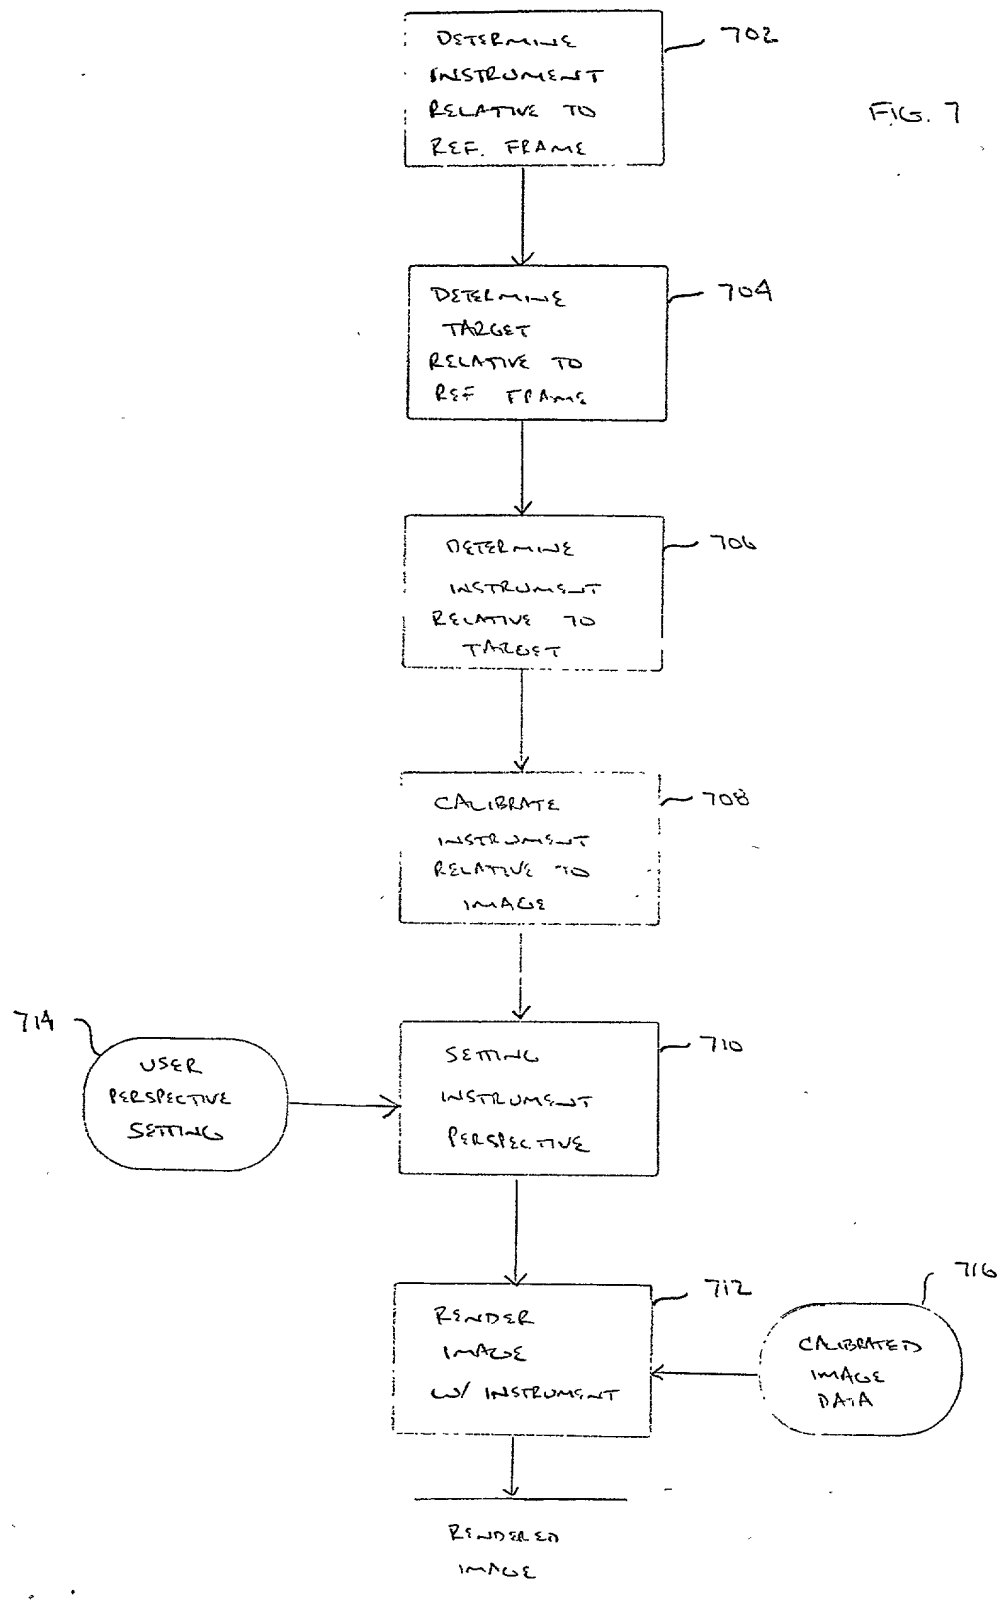 DETERMINE
INSTRUMENT
RELATIVE TO
REF. FRAME
702
FIG. 7
DETERMINE
TARGET
RELATIVE TO
REF FRAME
704
DETERMINE
INSTRUMENT
RELATIVE TO
TARGET
706
CALIBRATE
INSTRUMENT
RELATIVE TO
IMAGE
708
714
USER
PERSPECTIVE
SETTING
SETTING
INSTRUMENT
PERSPECTIVE
710
RENDER
IMAGE
W/ INSTRUMENT
712
716
CALIBRATED
IMAGE
DATA
RENDERED
IMAGE